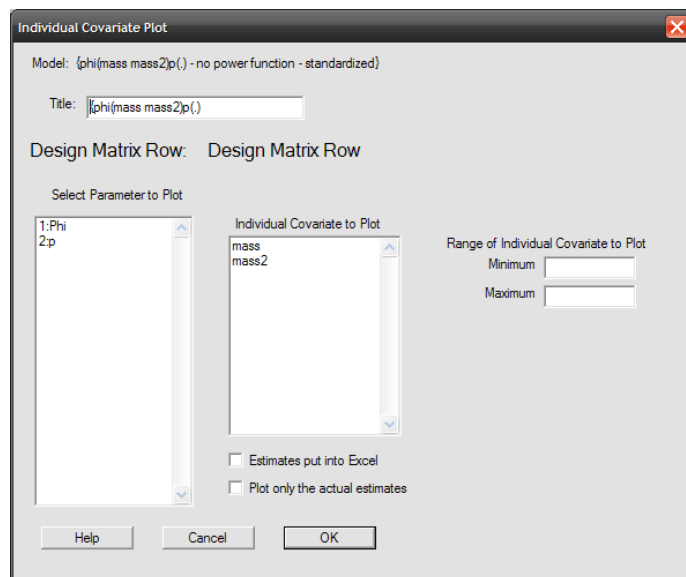 Individual Covariate Plot
Model: {phi(mass mass2)p(.) - no power function - standardized}
Title: {phi(mass mass2)p(.)
Design Matrix Row: Design Matrix Row
Select Parameter to Plot
1:Phi
2:p
Individual Covariate to Plot
mass
mass2
Range of Individual Covariate to Plot
Minimum
Maximum
Estimates put into Excel
Plot only the actual estimates
Help Cancel OK